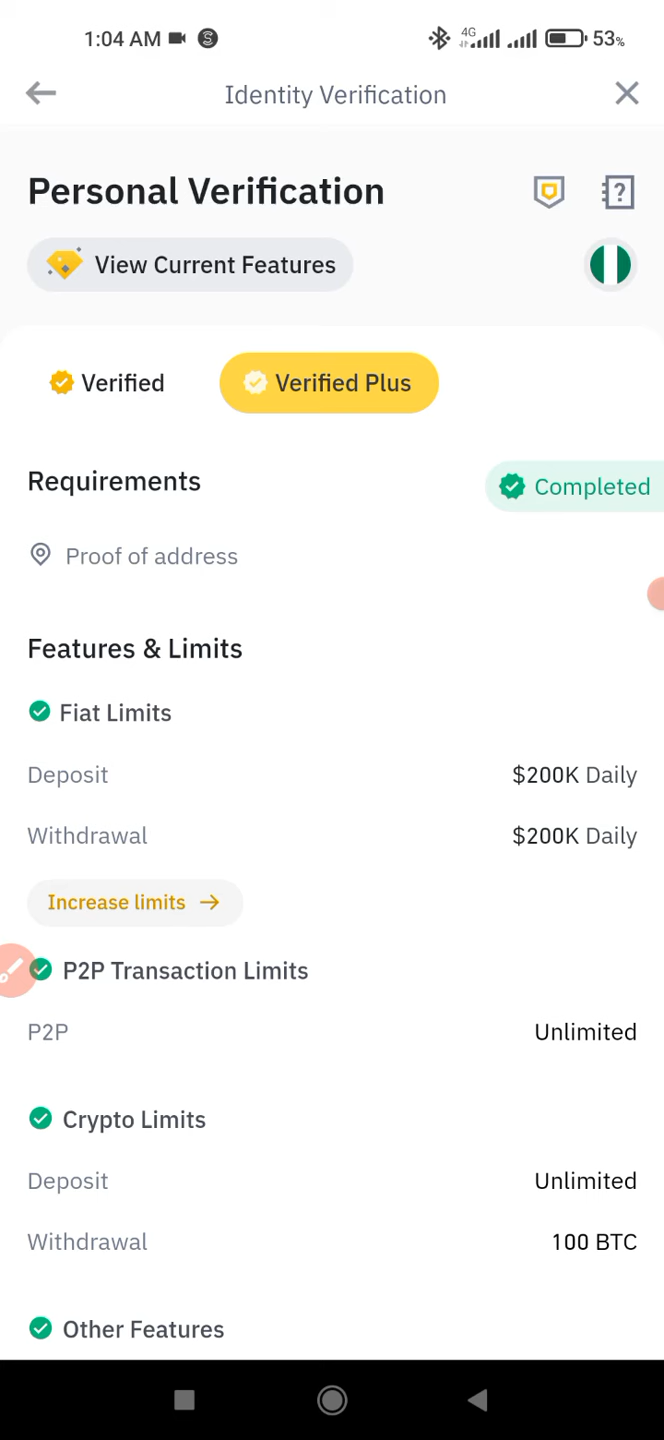 1:04 AM S 4G 53%
Identity Verification
Personal Verification
View Current Features
Verified Verified Plus
Requirements Completed
Proof of address
Features & Limits
Fiat Limits
Deposit $200K Daily
Withdrawal $200K Daily
Increase limits →
P2P Transaction Limits
P2P Unlimited
Crypto Limits
Deposit Unlimited
Withdrawal 100 BTC
Other Features